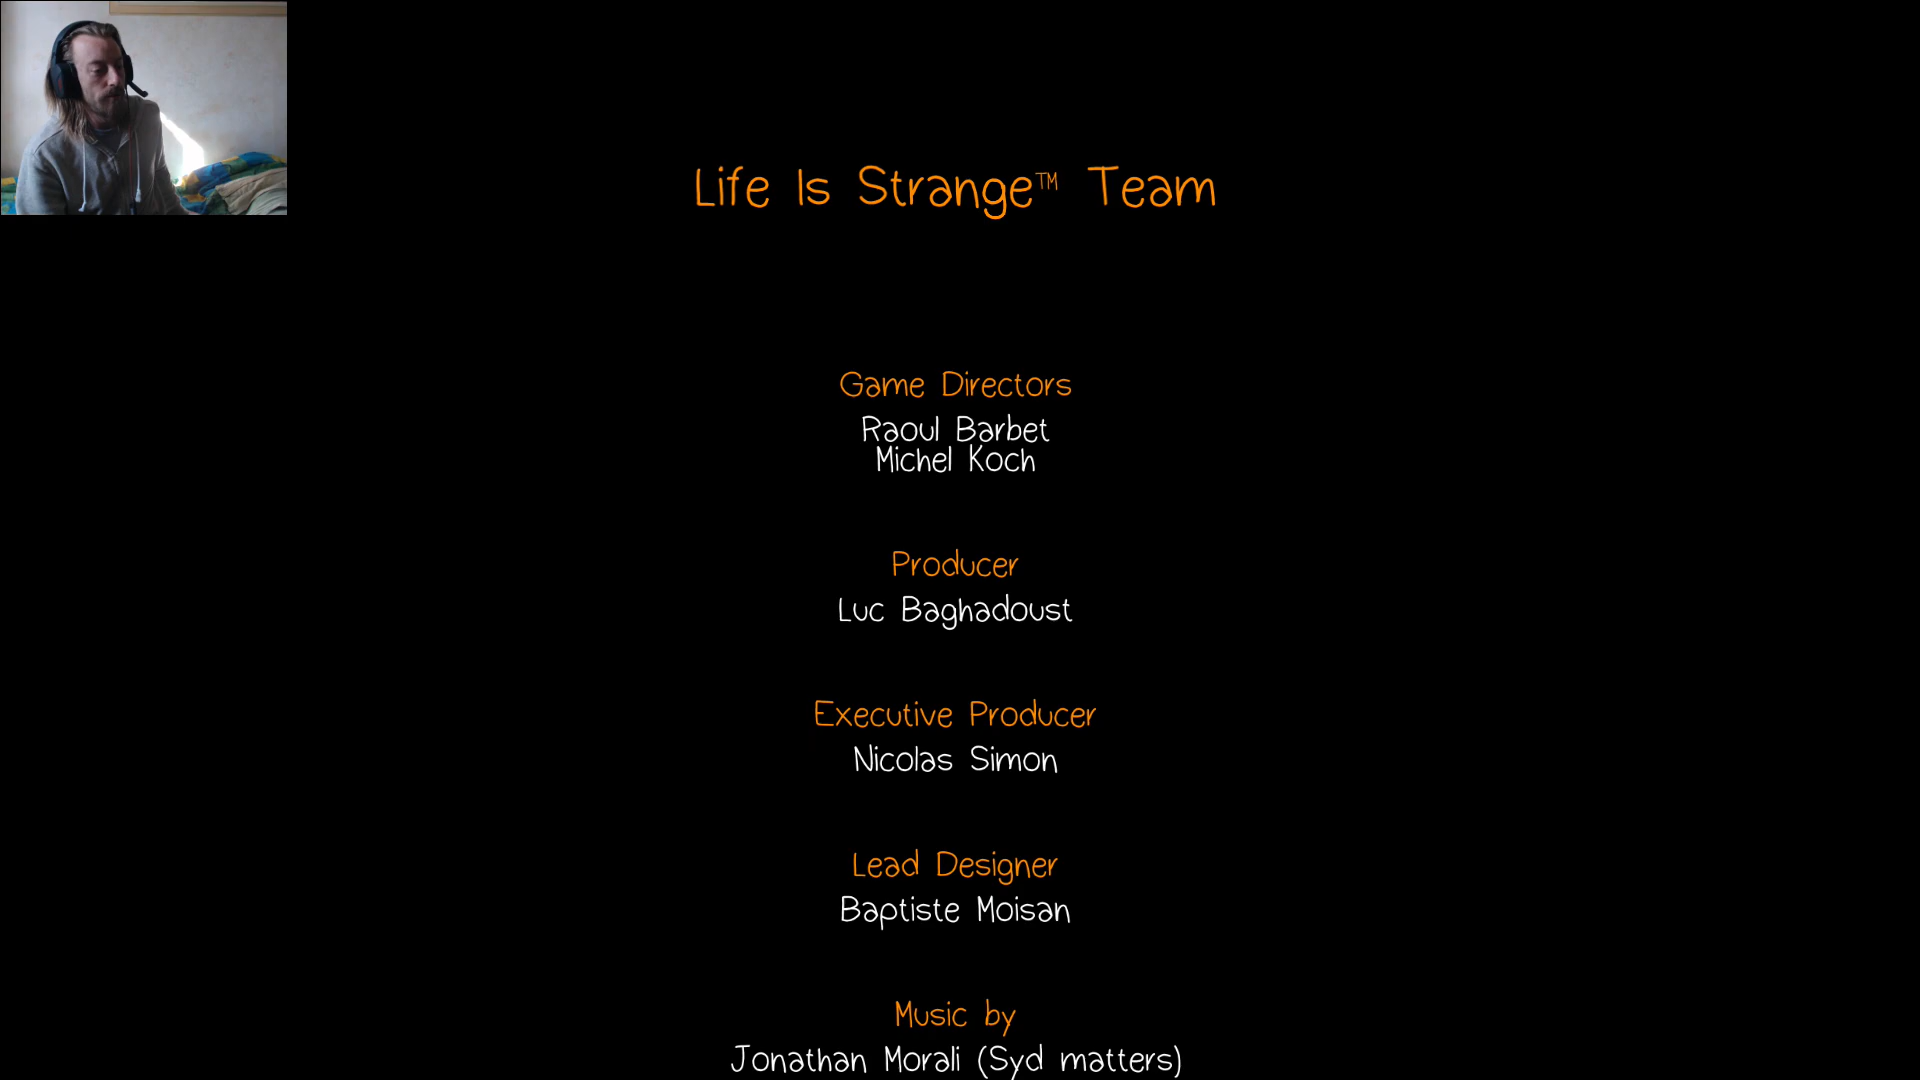 Life Is Strange™ Team
Game Directors
Raoul Barbet
Michel Koch
Producer
Luc Baghadoust
Executive Producer
Nicolas Simon
Lead Designer
Baptiste Moisan
Music by
Jonathan Morali (Syd matters)